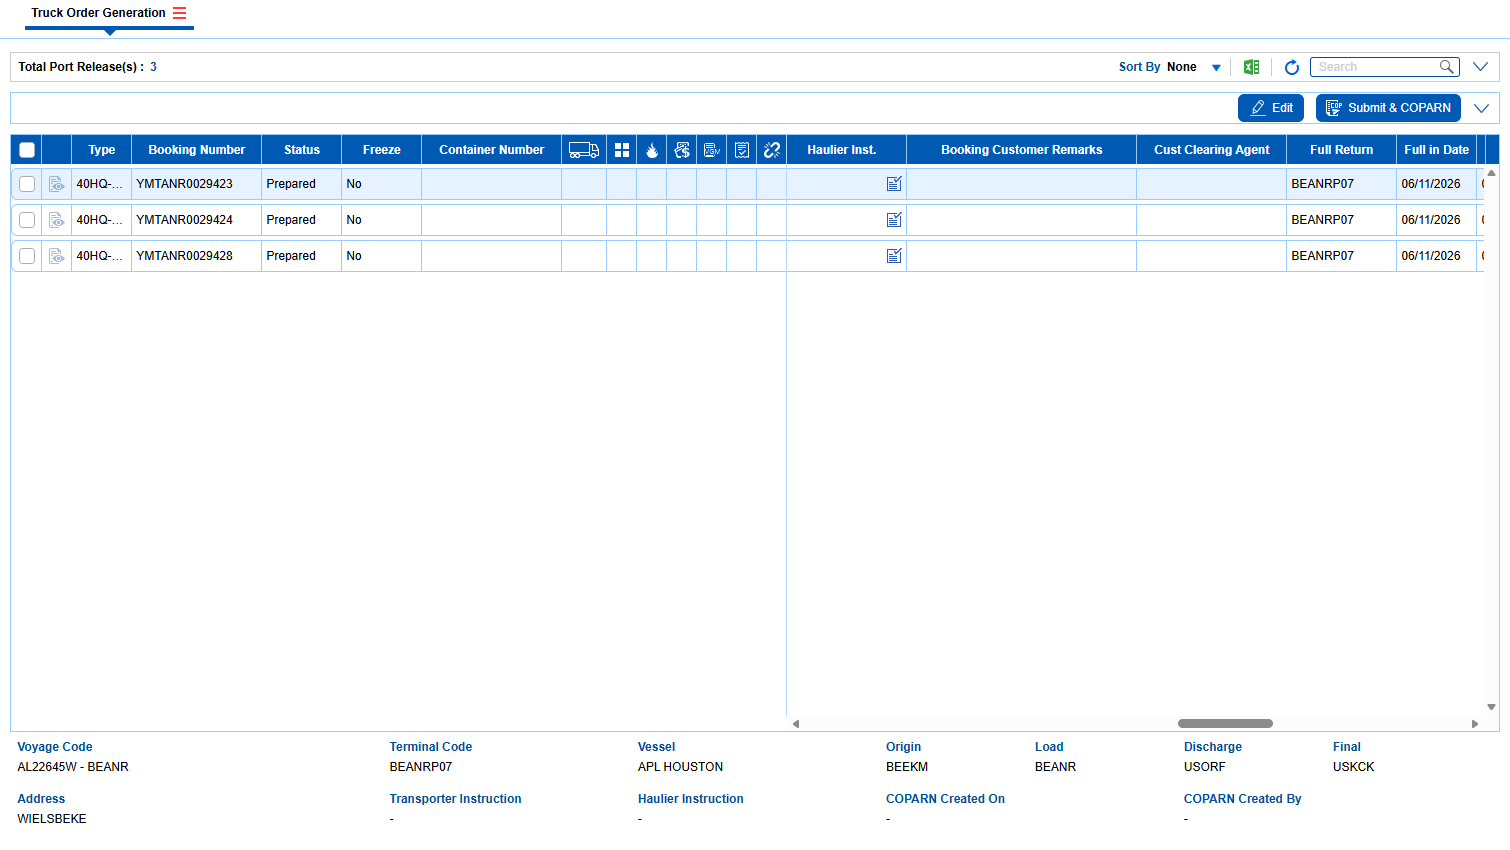 Truck Order Generation
Total Port Release(s) : 3
Sort By None
Search
Edit
Submit & COPARN
Type Booking Number Status Freeze Container Number Haulier Inst. Booking Customer Remarks Cust Clearing Agent Full Return Full in Date
40HQ-... YMTANR0029423 Prepared No BEANRP07 06/11/2026
40HQ-... YMTANR0029424 Prepared No BEANRP07 06/11/2026
40HQ-... YMTANR0029428 Prepared No BEANRP07 06/11/2026
Voyage Code Terminal Code Vessel Origin Load Discharge Final
AL22645W - BEANR BEANRP07 APL HOUSTON BEEKM BEANR USORF USKCK
Address Transporter Instruction Haulier Instruction COPARN Created On COPARN Created By
WIELSBEKE - - - -